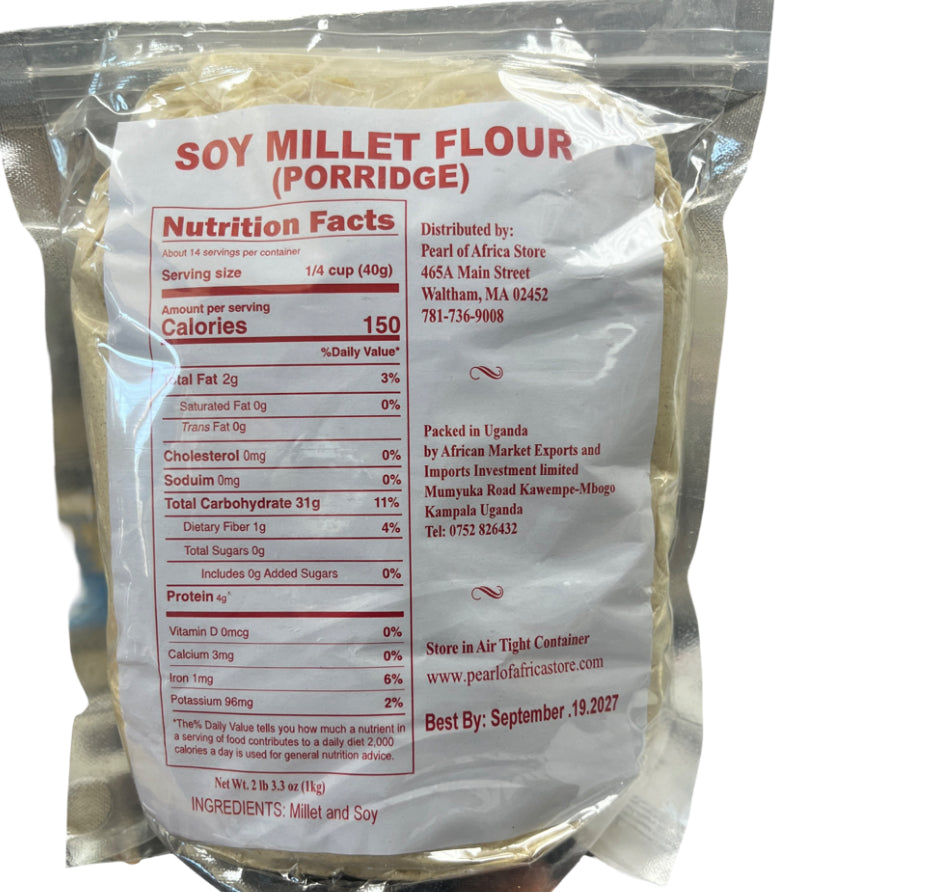 SOY MILLET FLOUR
(PORRIDGE)
Nutrition Facts
About 14 servings per container
Serving size 1/4 cup (40g)
Amount per serving
Calories 150
%Daily Value*
Total Fat 2g 3%
Saturated Fat 0g 0%
Trans Fat 0g
Cholesterol 0mg 0%
Soduim 0mg 0%
Total Carbohydrate 31g 11%
Dietary Fiber 1g 4%
Total Sugars 0g
Includes 0g Added Sugars 0%
Protein 4g*
Vitamin D 0mcg 0%
Calcium 3mg 0%
Iron 1mg 6%
Potassium 96mg 2%
*The% Daily Value tells you how much a nutrient in
a serving of food contributes to a daily diet 2,000
calories a day is used for general nutrition advice.
Net Wt. 2 lb 3.3 oz (1kg)
INGREDIENTS: Millet and Soy
Distributed by:
Pearl of Africa Store
465A Main Street
Waltham, MA 02452
781-736-9008
Packed in Uganda
by African Market Exports and
Imports Investment limited
Mumyuka Road Kawempe-Mbogo
Kampala Uganda
Tel: 0752 826432
Store in Air Tight Container
www.pearlofafricastore.com
Best By: September .19.2027